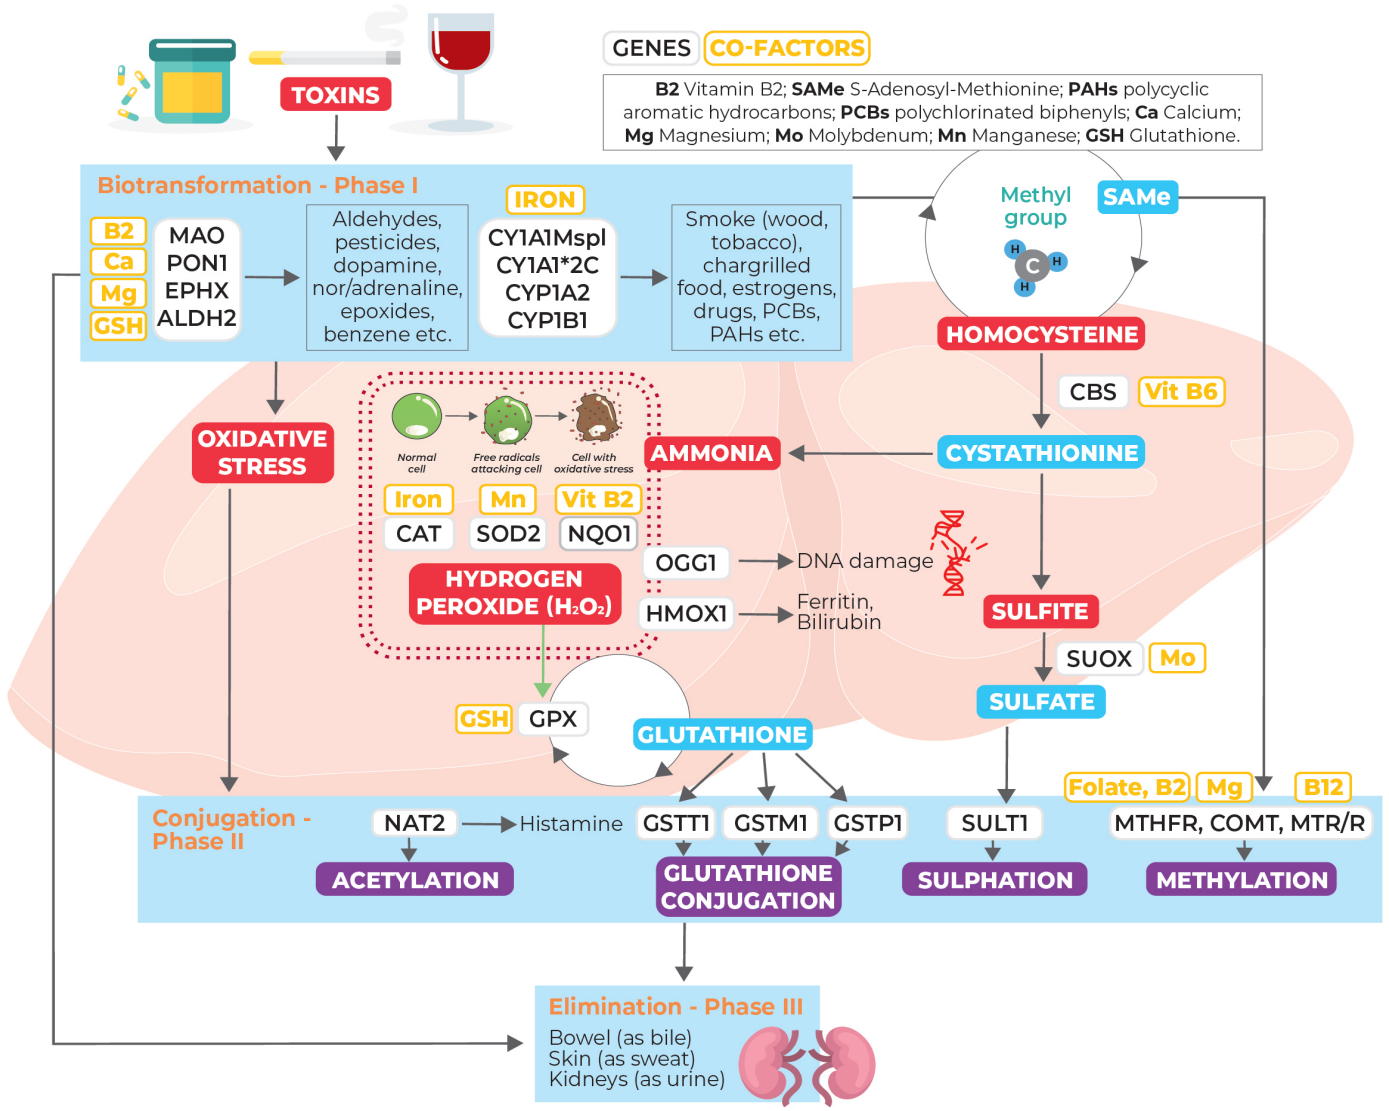 GENES
CO-FACTORS
B2 Vitamin B2; SAMe S-Adenosyl-Methionine; PAHs polycyclic
aromatic hydrocarbons; PCBs polychlorinated biphenyls; Ca Calcium;
Mg Magnesium; Mo Molybdenum; Mn Manganese; GSH Glutathione.
TOXINS
Biotransformation - Phase I
B2
Ca
Mg
GSH
MAO
PON1
EPHX
ALDH2
Aldehydes,
pesticides,
dopamine,
nor/adrenaline,
epoxides,
benzene etc.
IRON
CY1A1Mspl
CY1A1*2C
CYP1A2
CYP1B1
Smoke (wood,
tobacco),
chargrilled
food, estrogens,
drugs, PCBs,
PAHs etc.
Methyl
group
H
C
H
H
SAMe
HOMOCYSTEINE
CBS
Vit B6
CYSTATHIONINE
AMMONIA
OXIDATIVE
STRESS
Normal
cell
Free radicals
attacking cell
Cell with
oxidative stress
Iron
Mn
Vit B2
CAT
SOD2
NQO1
HYDROGEN
PEROXIDE (H₂O₂)
OGG1
DNA damage
HMOX1
Ferritin,
Bilirubin
SULFITE
SUOX
Mo
SULFATE
GSH
GPX
GLUTATHIONE
Conjugation -
Phase II
NAT2
Histamine
ACETYLATION
GSTT1
GSTM1
GSTP1
GLUTATHIONE
CONJUGATION
SULT1
SULPHATION
Folate, B2
Mg
B12
MTHFR, COMT, MTR/R
METHYLATION
Elimination - Phase III
Bowel (as bile)
Skin (as sweat)
Kidneys (as urine)